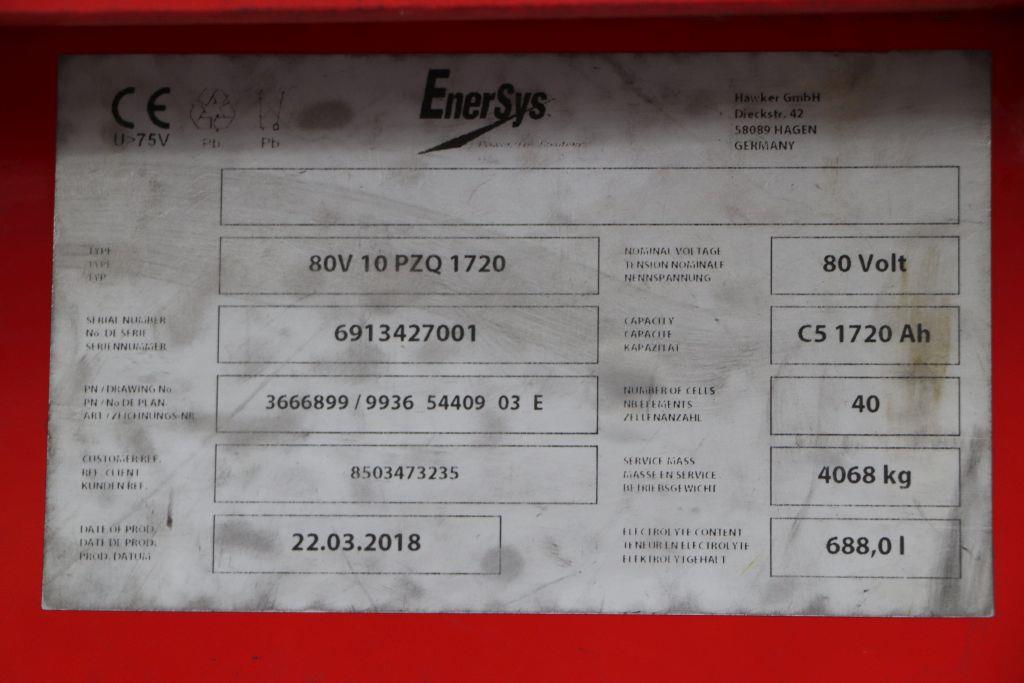 CE
U>75V
Pb
Pb
EnerSys
Hawker GmbH
Dieckstr. 42
58089 HAGEN
GERMANY
TYPE
TYPE
TYP
80V 10 PZQ 1720
NOMINAL VOLTAGE
TENSION NOMINALE
NENNSPANNUNG
80 Volt
SERIAL NUMBER
No. DE SERIE
SERIENNUMMER
6913427001
CAPACITY
CAPACITE
KAPAZITAT
C5 1720 Ah
PN / DRAWING No.
PN / No DE PLAN.
ART / ZEICHNUNGS-NR.
3666899 / 9936 54409 03 E
NUMBER OF CELLS
NB ELEMENTS
ZELLENANZAHL
40
CUSTOMER REF.
REF. CLIENT
KUNDEN REF.
8503473235
SERVICE MASS
MASSE EN SERVICE
BETRIEBSGEWICHT
4068 kg
DATE OF PROD.
DATE DE PROD.
PROD. DATUM
22.03.2018
ELECTROLYTE CONTENT
TENEUR EN ELECTROLYTE
ELEKTROLYTGEHALT
688,0 l